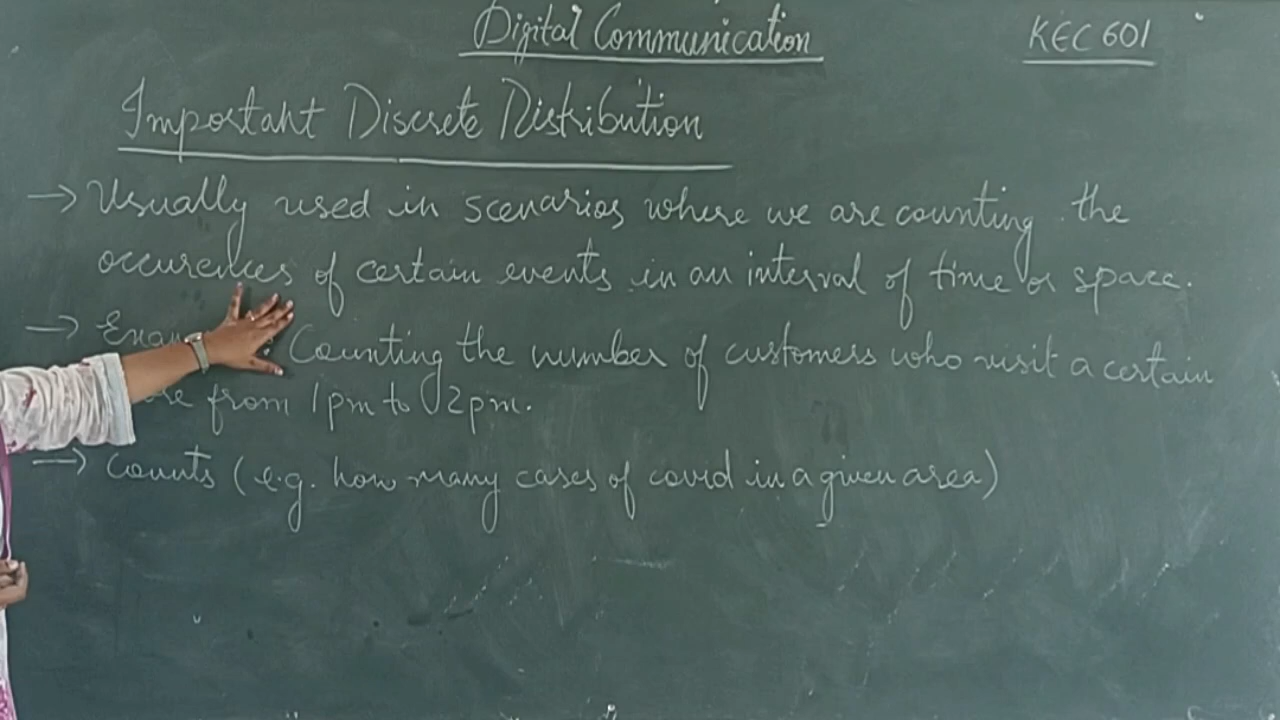 Digital Communication
KEC 601
Important Discrete Distribution
→ Usually used in scenarios where we are counting the
occurences of certain events in an interval of time or space.
→ Counting the number of customers who visit a certain
from 1pm to 2pm.
→ Counts (e.g. how many cases of covid in a given area)